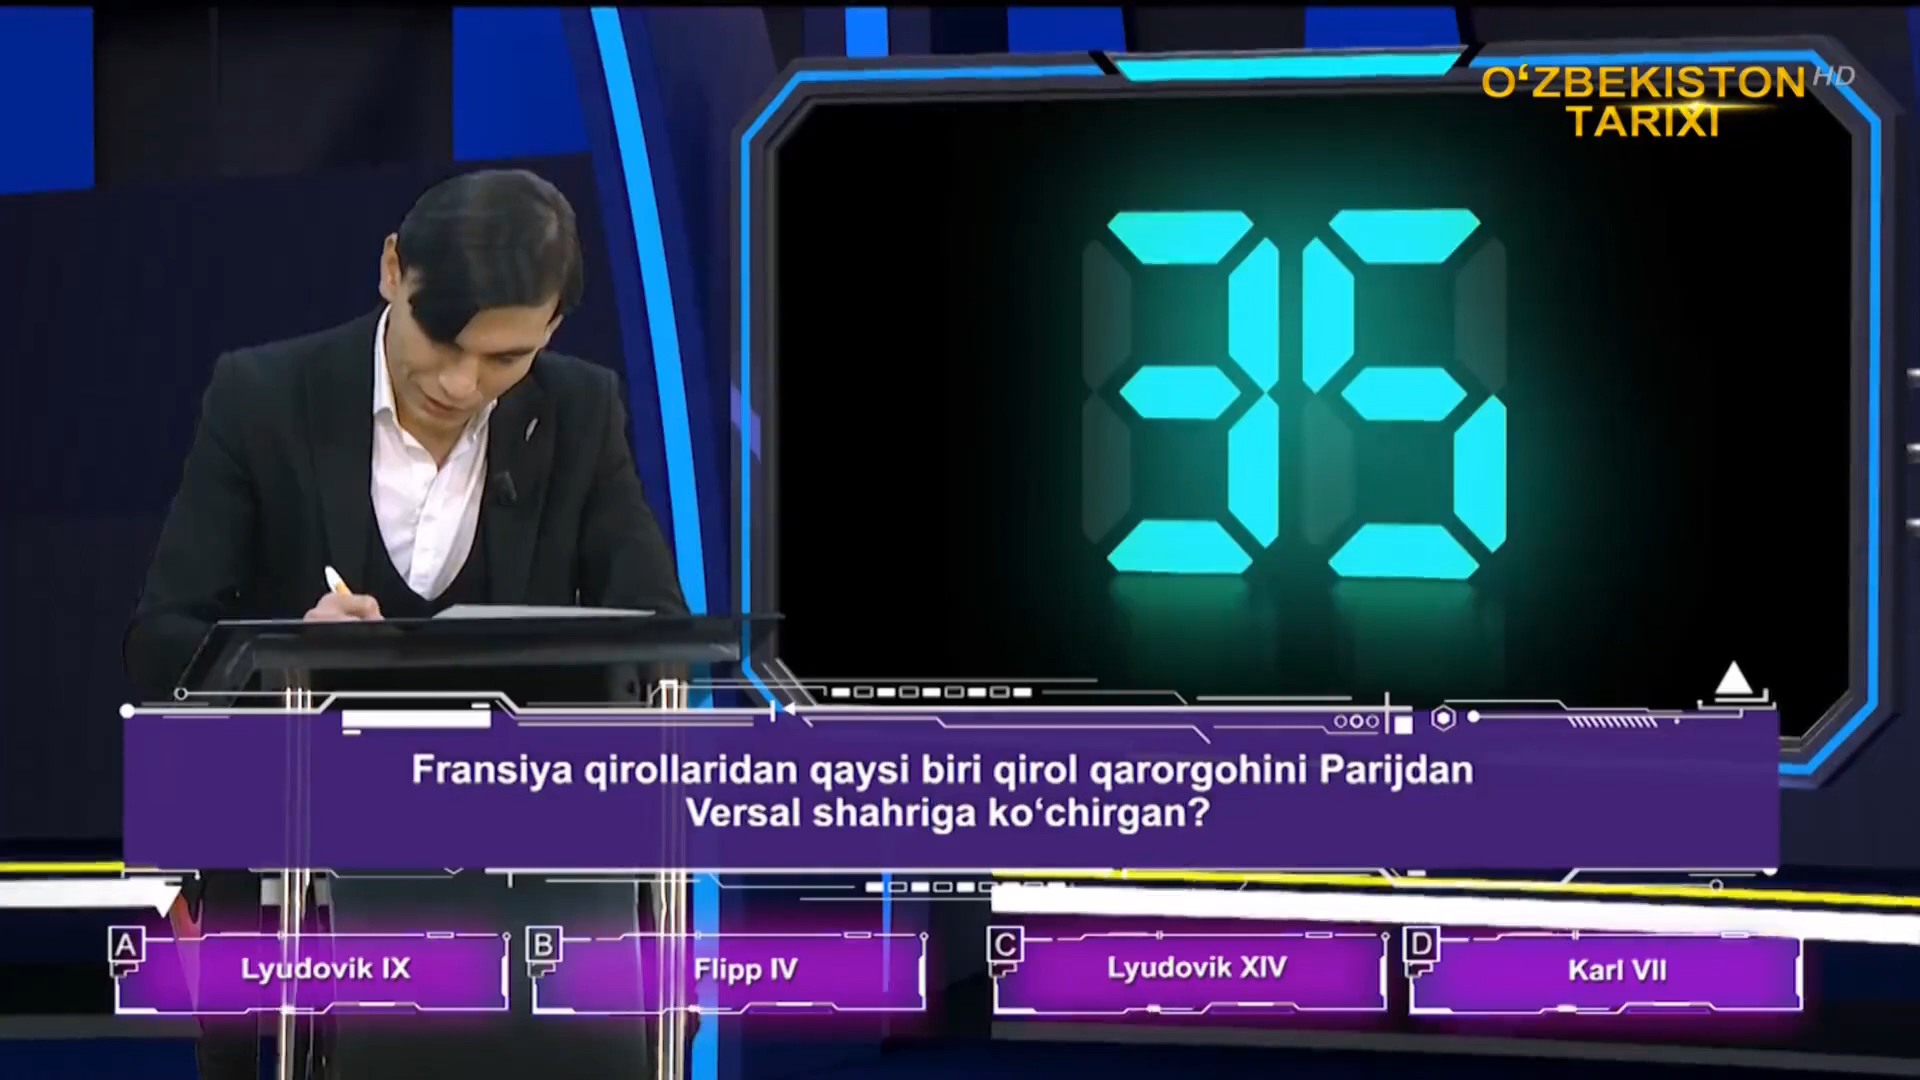 O‘ZBEKISTON HD
TARIXI
35
Fransiya qirollaridan qaysi biri qirol qarorgohini Parijdan
Versal shahriga ko‘chirgan?
A Lyudovik IX
B Flipp IV
C Lyudovik XIV
D Karl VII